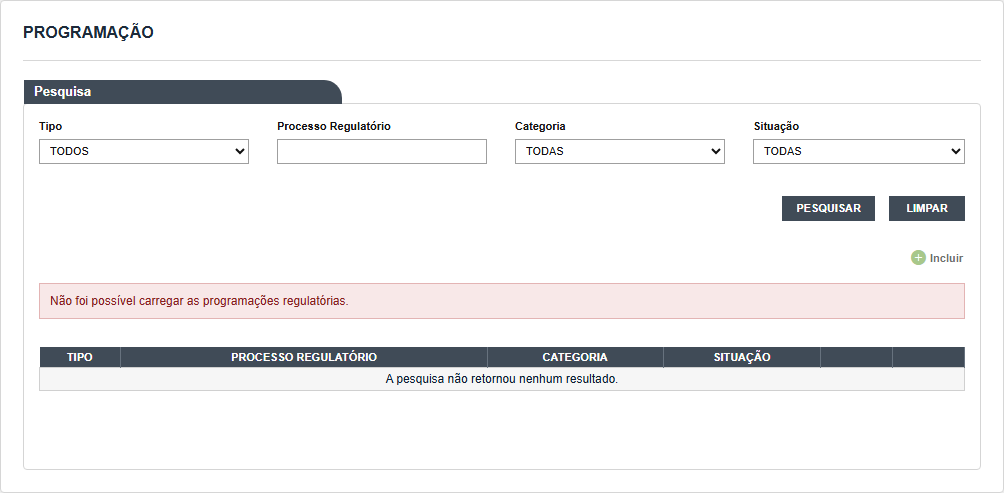 PROGRAMAÇÃO
Pesquisa
Tipo Processo Regulatório Categoria Situação
TODOS TODAS TODAS
PESQUISAR LIMPAR
Incluir
Não foi possível carregar as programações regulatórias.
TIPO PROCESSO REGULATÓRIO CATEGORIA SITUAÇÃO
A pesquisa não retornou nenhum resultado.